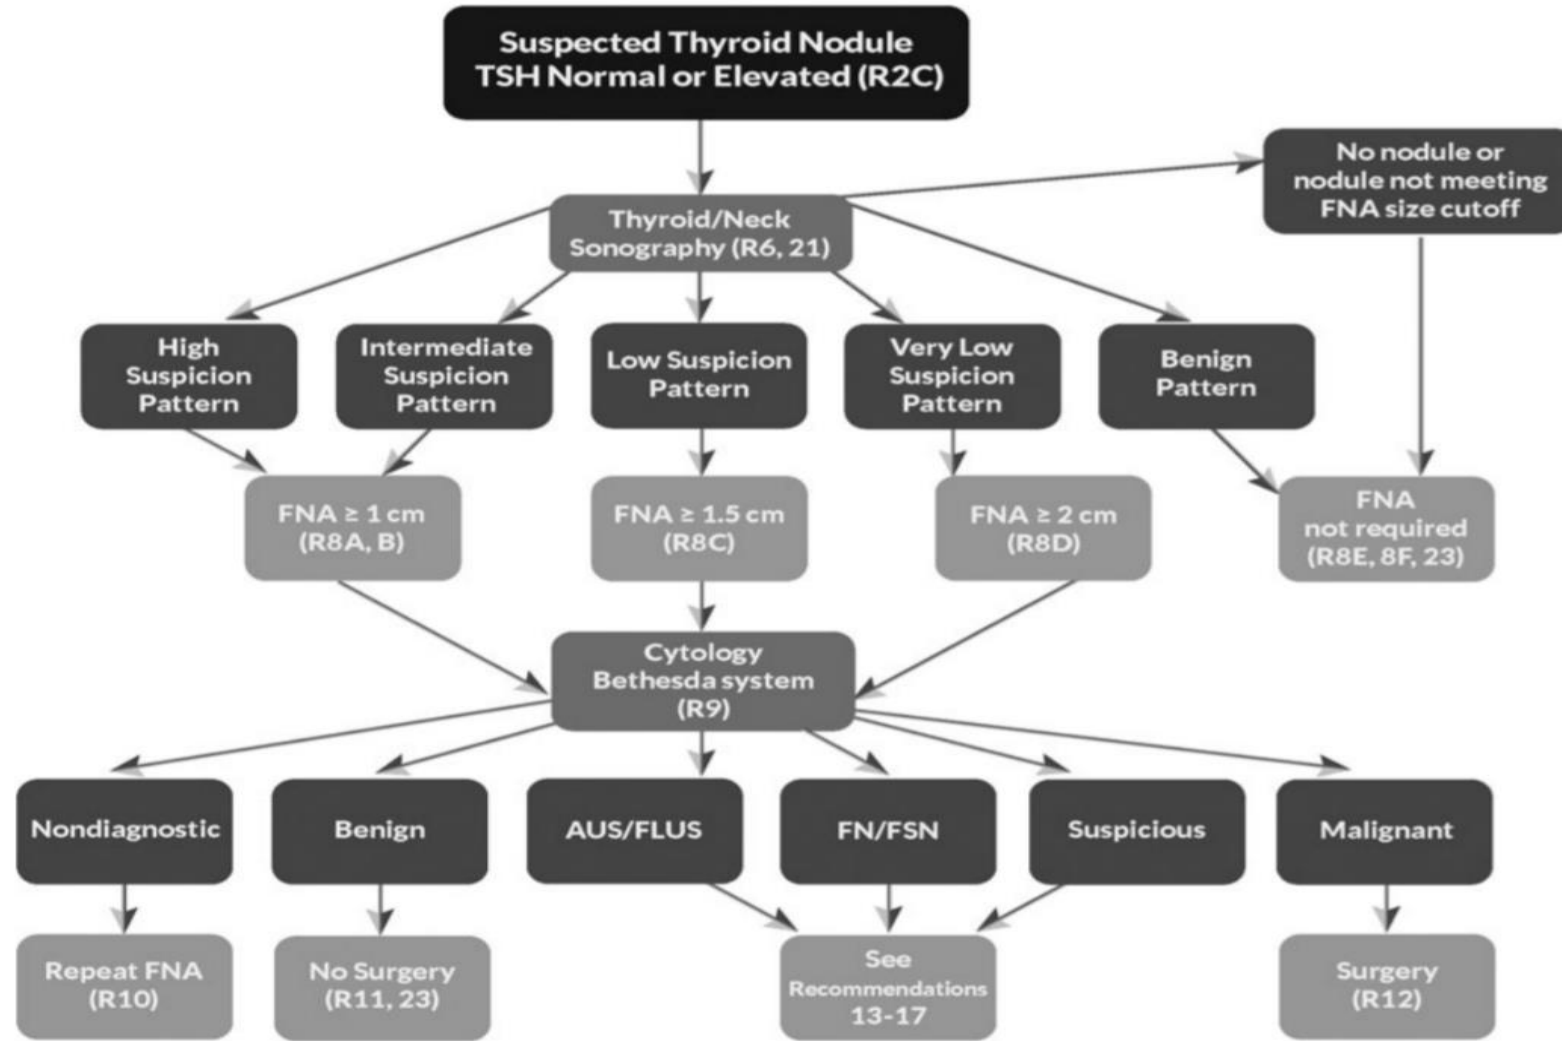 Suspected Thyroid Nodule
TSH Normal or Elevated (R2C)
No nodule or
nodule not meeting
FNA size cutoff
Thyroid/Neck
Sonography (R6, 21)
High
Suspicion
Pattern
Intermediate
Suspicion
Pattern
Low Suspicion
Pattern
Very Low
Suspicion
Pattern
Benign
Pattern
FNA ≥ 1 cm
(R8A, B)
FNA ≥ 1.5 cm
(R8C)
FNA ≥ 2 cm
(R8D)
FNA
not required
(R8E, 8F, 23)
Cytology
Bethesda system
(R9)
Nondiagnostic
Benign
AUS/FLUS
FN/FSN
Suspicious
Malignant
Repeat FNA
(R10)
No Surgery
(R11, 23)
See
Recommendations
13-17
Surgery
(R12)